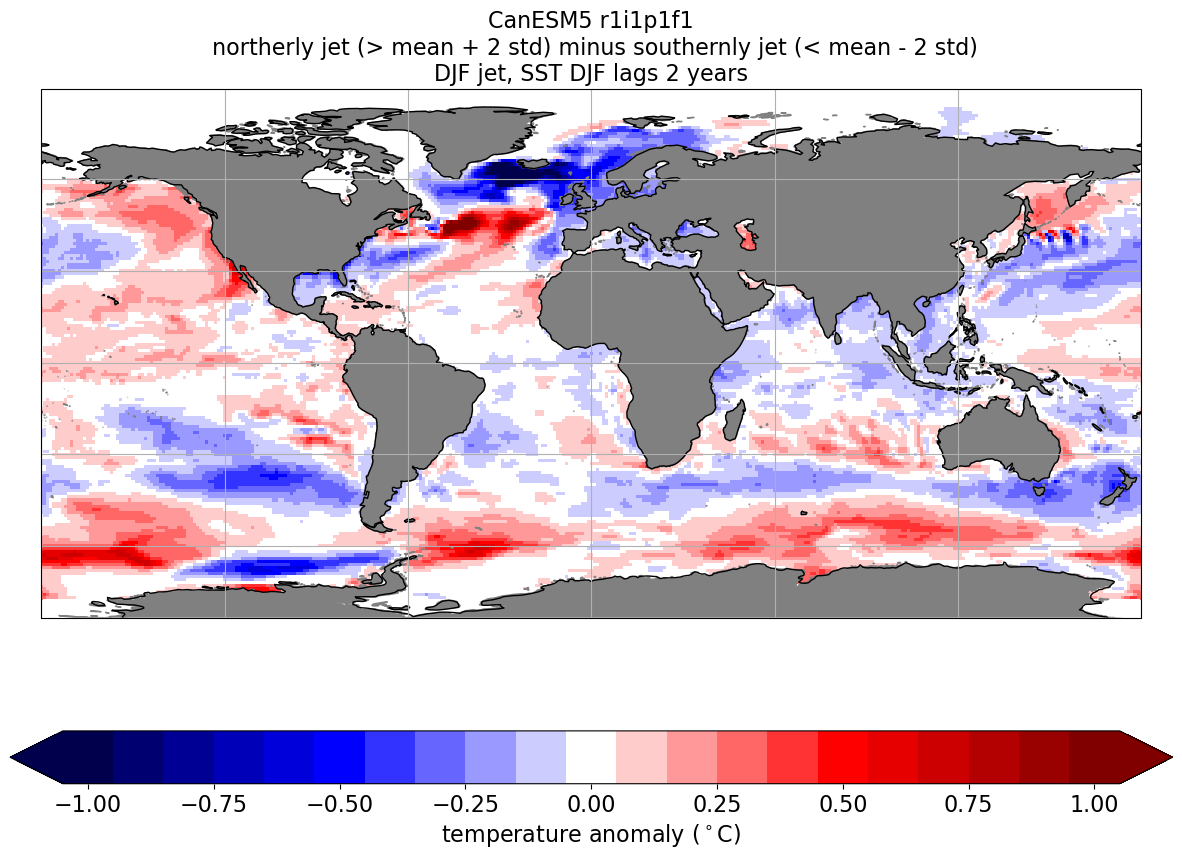 CanESM5 r1i1p1f1
northerly jet (> mean + 2 std) minus southernly jet (< mean - 2 std)
DJF jet, SST DJF lags 2 years
−1.00 −0.75 −0.50 −0.25 0.00 0.25 0.50 0.75 1.00
temperature anomaly (°C)